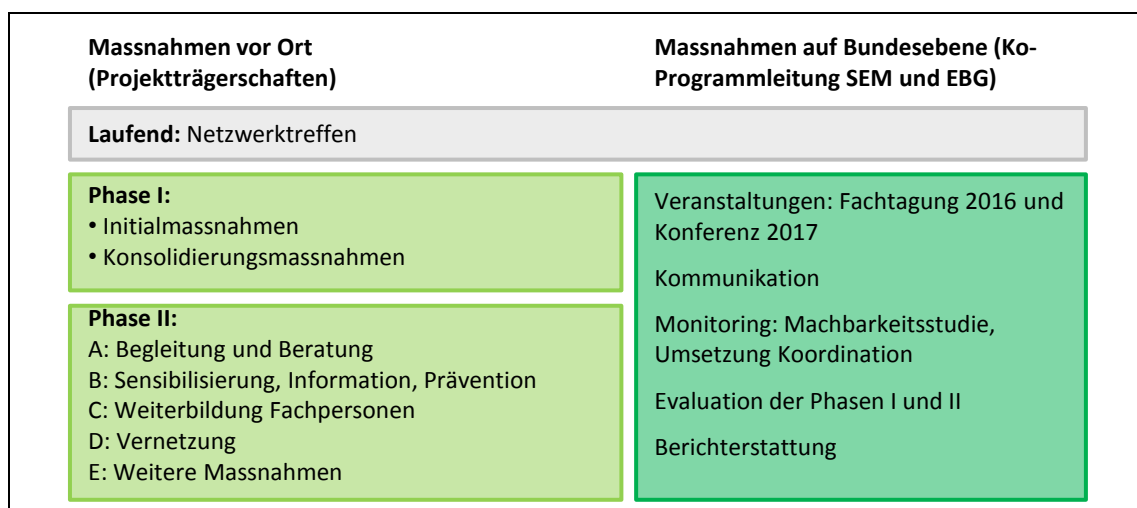 Massnahmen vor Ort
(Projektträgerschaften)
Massnahmen auf Bundesebene (Ko-
Programmleitung SEM und EBG)
Laufend: Netzwerktreffen
Phase I:
• Initialmassnahmen
• Konsolidierungsmassnahmen
Phase II:
A: Begleitung und Beratung
B: Sensibilisierung, Information, Prävention
C: Weiterbildung Fachpersonen
D: Vernetzung
E: Weitere Massnahmen
Veranstaltungen: Fachtagung 2016 und
Konferenz 2017
Kommunikation
Monitoring: Machbarkeitsstudie,
Umsetzung Koordination
Evaluation der Phasen I und II
Berichterstattung